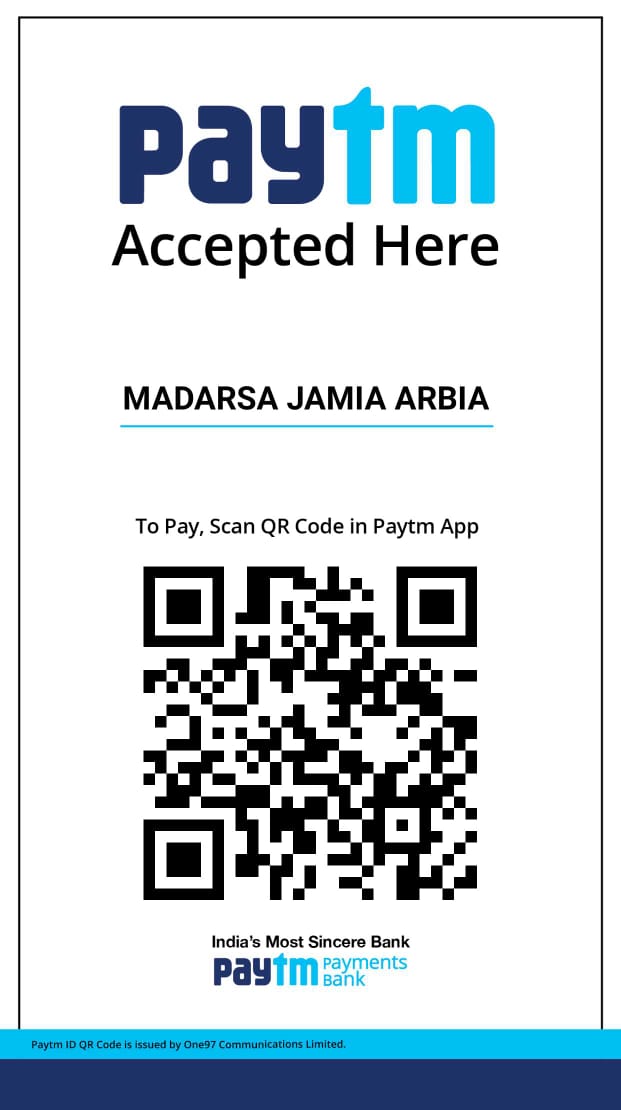 paytm
Accepted Here
MADARSA JAMIA ARBIA
To Pay, Scan QR Code in Paytm App
India's Most Sincere Bank
paytm Payments
Bank
Paytm ID QR Code is issued by One97 Communications Limited.